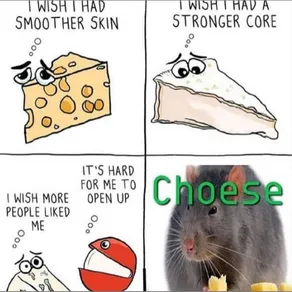 I WISH I HAD
SMOOTHER SKIN
I WISH I HAD A
STRONGER CORE
I WISH MORE
PEOPLE LIKED
ME
IT'S HARD
FOR ME TO
OPEN UP
Choese